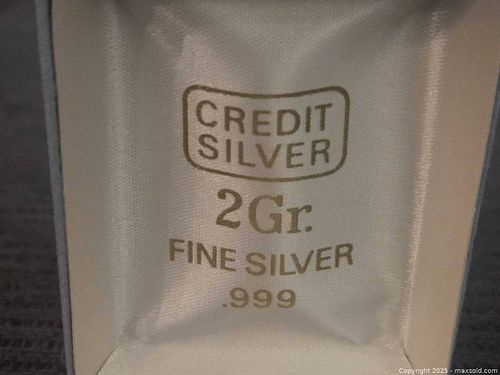 CREDIT
SILVER
2Gr.
FINE SILVER
.999
Copyright 2025 - maxsold.com